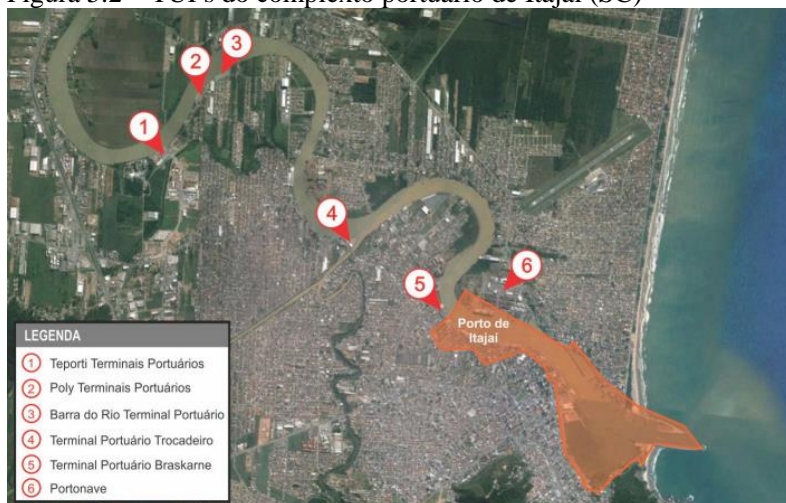 Figura 3.2 – TUPs do complexto portuário de Itajaí (SC)
1
2
3
4
5
6
Porto de
Itajaí
LEGENDA
1 Teporti Terminais Portuários
2 Poly Terminais Portuários
3 Barra do Rio Terminal Portuário
4 Terminal Portuário Trocadeiro
5 Terminal Portuário Braskarne
6 Portonave